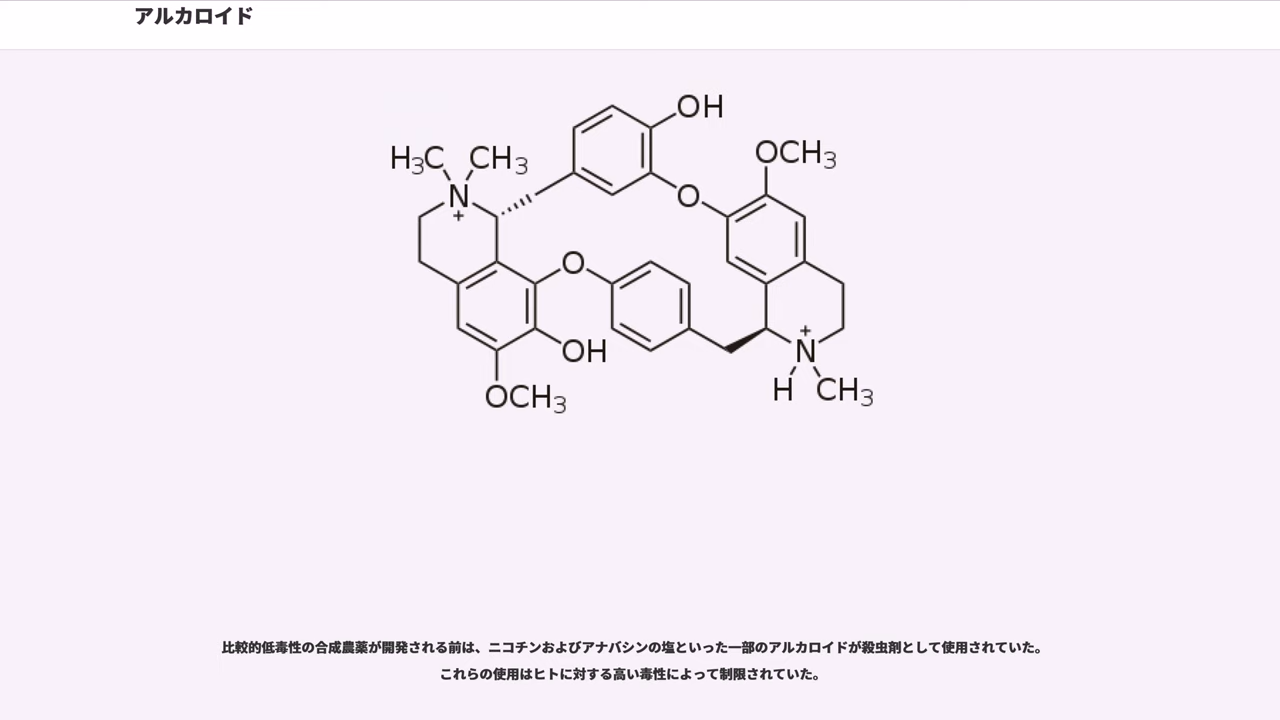 アルカロイド
OH
H3C CH3
OCH3
N
+
O
O
+
OH
N
H CH3
OCH3
比較的低毒性の合成農薬が開発される前は、ニコチンおよびアナバシンの塩といった一部のアルカロイドが殺虫剤として使用されていた。
これらの使用はヒトに対する高い毒性によって制限されていた。